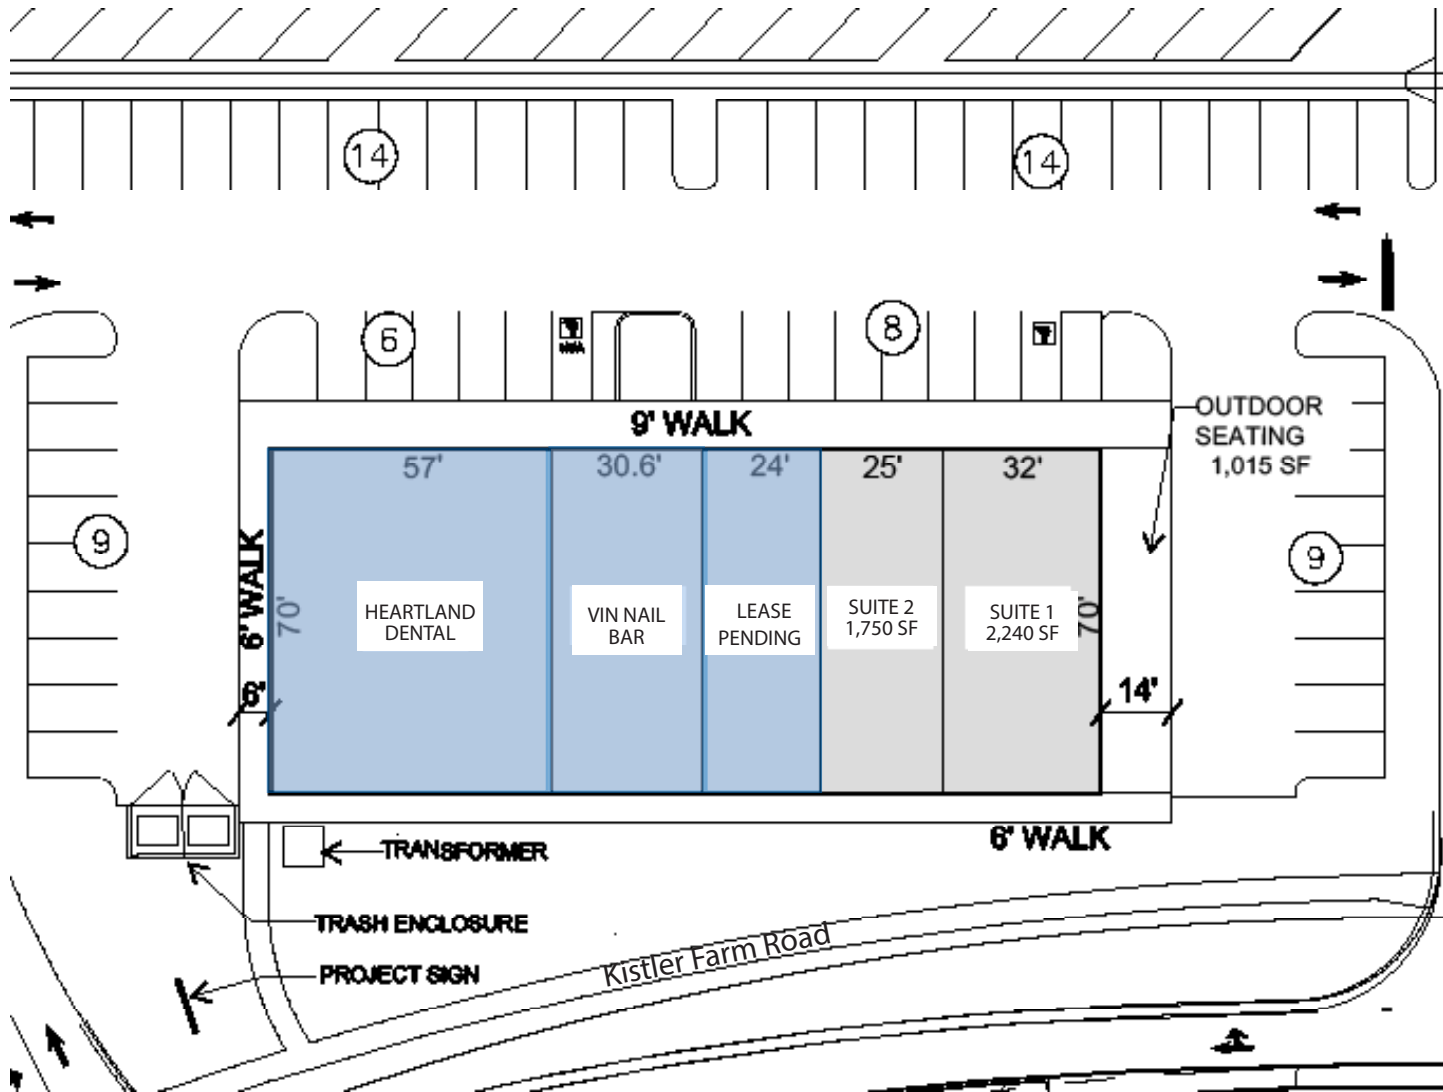 14
14
6
8
9' WALK
OUTDOOR
SEATING
1,015 SF
57'
30.6'
24'
25'
32'
9
9
6' WALK
70'
HEARTLAND
DENTAL
VIN NAIL
BAR
LEASE
PENDING
SUITE 2
1,750 SF
SUITE 1
2,240 SF
70'
6'
14'
6' WALK
TRANSFORMER
TRASH ENCLOSURE
Kistler Farm Road
PROJECT SIGN